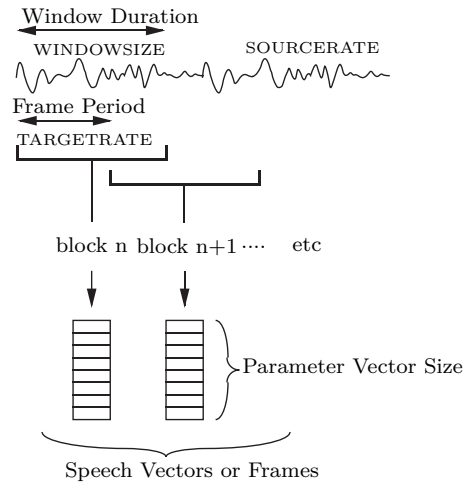 Window Duration
WINDOWSIZE SOURCERATE
Frame Period
TARGETRATE
block n block n+1 .... etc
Parameter Vector Size
Speech Vectors or Frames